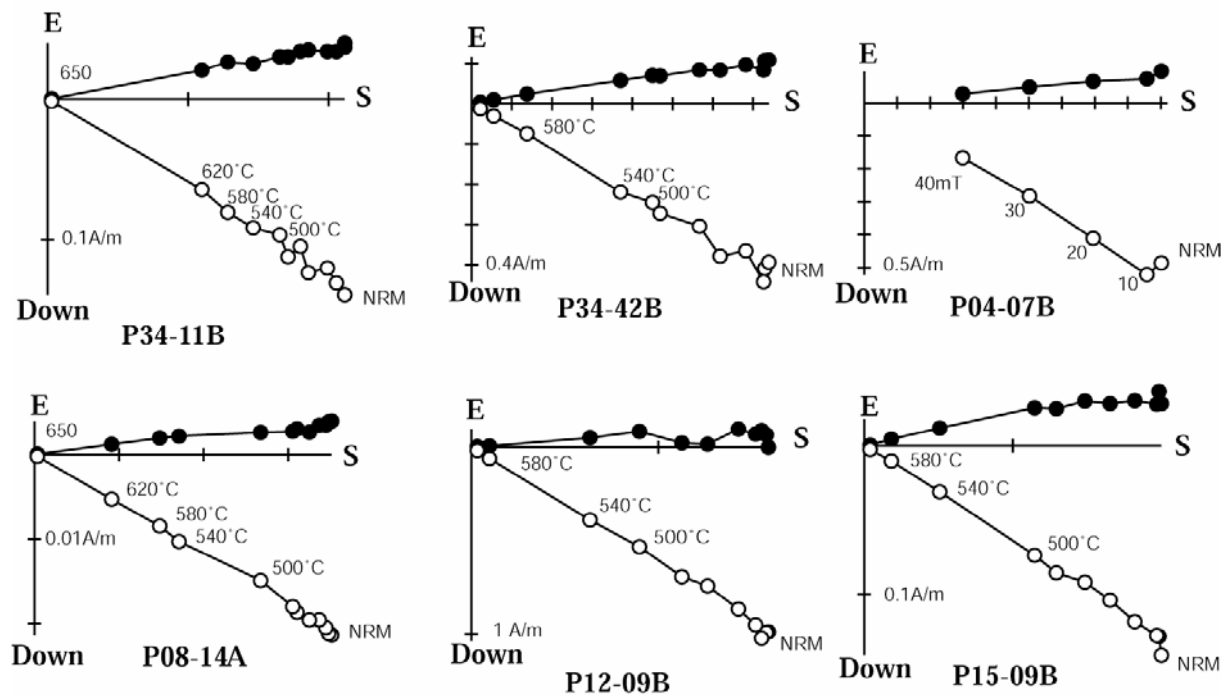 E
650
S
620˚C
580˚C
540˚C
500˚C
0.1A/m
NRM
Down
P34-11B
E
S
580˚C
540˚C
500˚C
0.4A/m
NRM
Down
P34-42B
E
S
40mT
30
20
10
0.5A/m
NRM
Down
P04-07B
E
650
S
620˚C
580˚C
540˚C
0.01A/m
500˚C
NRM
Down
P08-14A
E
S
580˚C
540˚C
500˚C
1 A/m
NRM
Down
P12-09B
E
S
580˚C
540˚C
500˚C
0.1A/m
NRM
Down
P15-09B